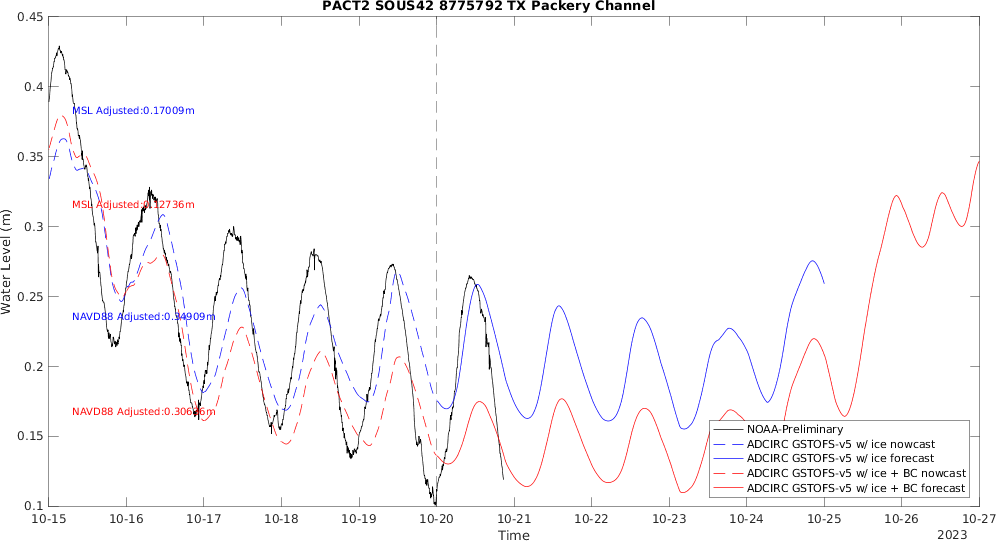 PACT2 SOUS42 8775792 TX Packery Channel
Water Level (m)
0.45
0.4
0.35
0.3
0.25
0.2
0.15
0.1
MSL Adjusted:0.17009m
MSL Adjusted:0.12736m
NAVD88 Adjusted:0.34909m
NAVD88 Adjusted:0.30636m
NOAA-Preliminary
ADCIRC GSTOFS-v5 w/ ice nowcast
ADCIRC GSTOFS-v5 w/ ice forecast
ADCIRC GSTOFS-v5 w/ ice + BC nowcast
ADCIRC GSTOFS-v5 w/ ice + BC forecast
10-15 10-16 10-17 10-18 10-19 10-20 10-21 10-22 10-23 10-24 10-25 10-26 10-27
Time
2023